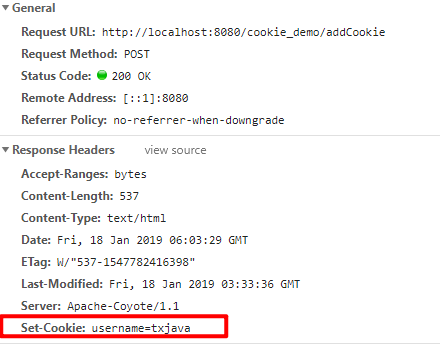 General
Request URL: http://localhost:8080/cookie_demo/addCookie
Request Method: POST
Status Code: 200 OK
Remote Address: [::1]:8080
Referrer Policy: no-referrer-when-downgrade
Response Headers view source
Accept-Ranges: bytes
Content-Length: 537
Content-Type: text/html
Date: Fri, 18 Jan 2019 06:03:29 GMT
ETag: W/"537-1547782416398"
Last-Modified: Fri, 18 Jan 2019 03:33:36 GMT
Server: Apache-Coyote/1.1
Set-Cookie: username=txjava